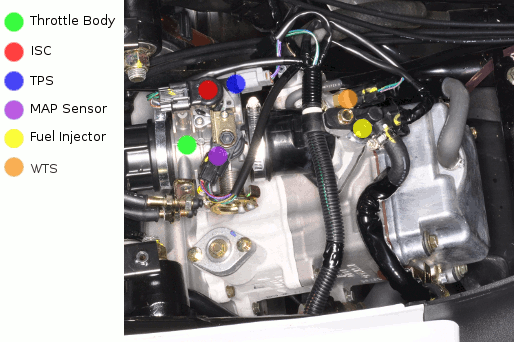 Throttle Body
ISC
TPS
MAP Sensor
Fuel Injector
WTS